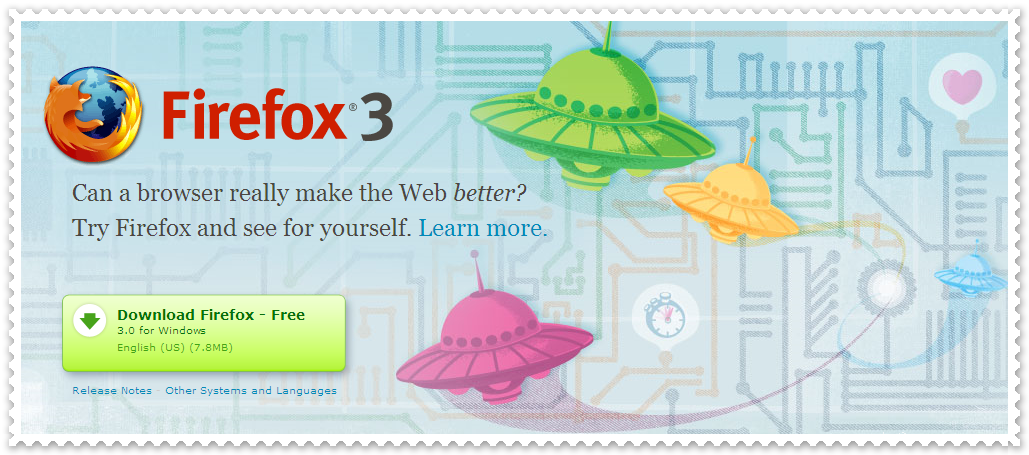 Firefox® 3
Can a browser really make the Web better?
Try Firefox and see for yourself. Learn more.
Download Firefox - Free
3.0 for Windows
English (US) (7.8MB)
Release Notes · Other Systems and Languages